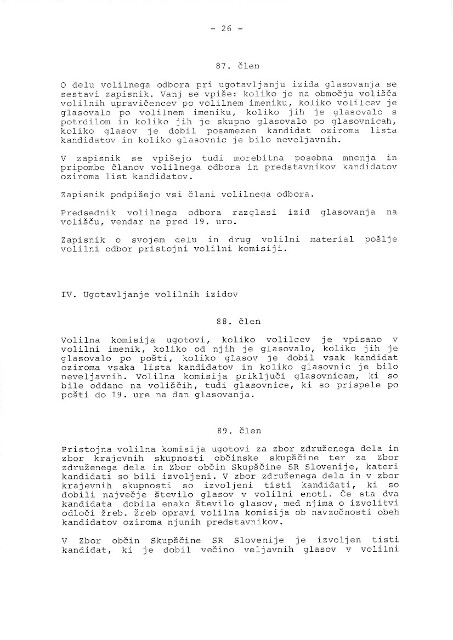 - 26 -
87. člen
O delu volilnega odbora pri ugotavljanju izida glasovanja se
sestavi zapisnik. Vanj se vpiše: koliko je na območju volišča
volilnih upravičencev po volilnem imeniku, koliko volilcev je
glasovalo po volilnem imeniku, koliko jih je glasovalo s
potrdilom in koliko jih je skupno glasovalo po glasovnicah,
koliko glasov je dobil posamezen kandidat oziroma lista
kandidatov in koliko glasovnic je bilo neveljavnih.
V zapisnik se vpišejo tudi morebitna posebna mnenja in
pripombe članov volilnega odbora in predstavnikov kandidatov
oziroma list kandidatov.
Zapisnik podpišejo vsi člani volilnega odbora.
Predsednik volilnega odbora razglasi izid glasovanja na
volišču, vendar na pred 19. uro.
Zapisnik o svojem delu in drug volilni material pošlje
volilni odbor pristojni volilni komisiji.
IV. Ugotavljanje volilnih izidov
88. člen
Volilna komisija ugotovi, koliko volilcev je vpisano v
volilni imenik, koliko od njih je glasovalo, koliko jih je
glasovalo po pošti, koliko glasov je dobil vsak kandidat
oziroma vsaka lista kandidatov in koliko glasovnic je bilo
neveljavnih. Volilna komisija priključi glasovnicam, ki so
bile oddane na voliščih, tudi glasovnice, ki so prispele po
pošti do 19. ure na dan glasovanja.
89. člen
Pristojna volilna komisija ugotovi za zbor združenega dela in
zbor krajevnih skupnosti občinske skupščine ter za Zbor
združenega dela in Zbor občin Skupščine SR Slovenije, kateri
kandidati so bili izvoljeni. V zbor združenega dela in v zbor
krajevnih skupnosti so izvoljeni tisti kandidati, ki so
dobili največje število glasov v volilni enoti. Če sta dva
kandidata dobila enako število glasov, med njima o izvolitvi
odloči žreb. Žreb opravi volilna komisija ob navzočnosti obeh
kandidatov oziroma njunih predstavnikov.
V Zbor občin Skupščine SR Slovenije je izvoljen tisti
kandidat, ki je dobil večino veljavnih glasov v volilni